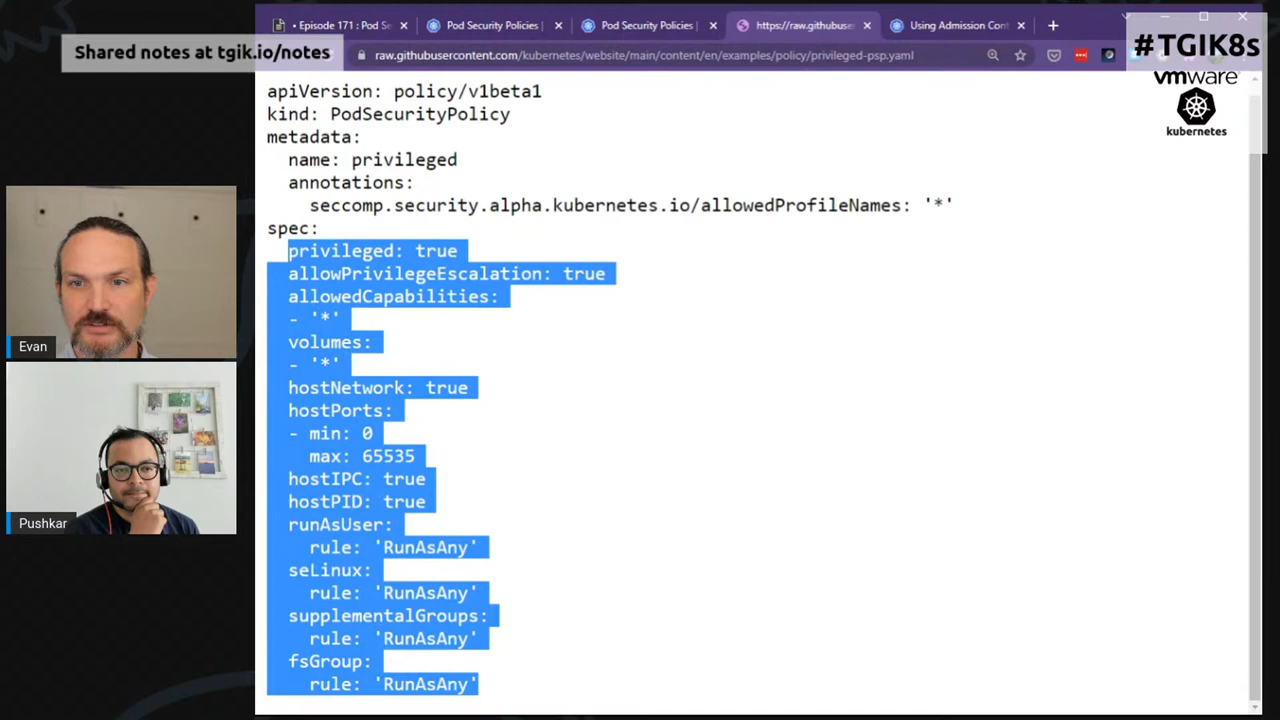 • Episode 171 : Pod Se
Pod Security Policies |
Pod Security Policies |
https://raw.githubuser
Using Admission Con
Shared notes at tgik.io/notes
raw.githubusercontent.com/kubernetes/website/main/content/en/examples/policy/privileged-psp.yaml
#TGIK8s
vmware®
kubernetes
apiVersion: policy/v1beta1
kind: PodSecurityPolicy
metadata:
  name: privileged
  annotations:
    seccomp.security.alpha.kubernetes.io/allowedProfileNames: '*'
spec:
  privileged: true
  allowPrivilegeEscalation: true
  allowedCapabilities:
  - '*'
  volumes:
  - '*'
  hostNetwork: true
  hostPorts:
  - min: 0
    max: 65535
  hostIPC: true
  hostPID: true
  runAsUser:
    rule: 'RunAsAny'
  seLinux:
    rule: 'RunAsAny'
  supplementalGroups:
    rule: 'RunAsAny'
  fsGroup:
    rule: 'RunAsAny'
Evan
Pushkar